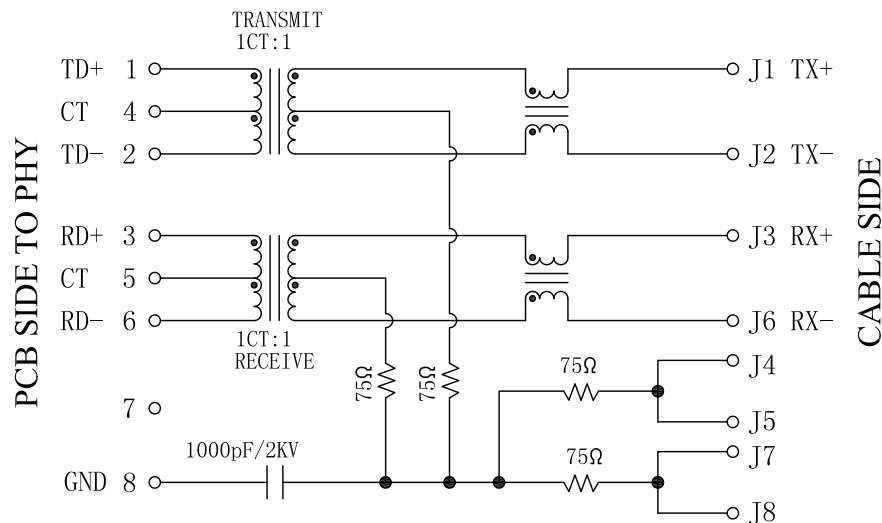 TRANSMIT
1CT:1
TD+ 1
CT 4
TD- 2
J1 TX+
J2 TX-
RD+ 3
CT 5
RD- 6
J3 RX+
J6 RX-
1CT:1
RECEIVE
PCB SIDE TO PHY
CABLE SIDE
75Ω
75Ω
75Ω
J4
J5
7
1000pF/2KV
GND 8
75Ω
J7
J8